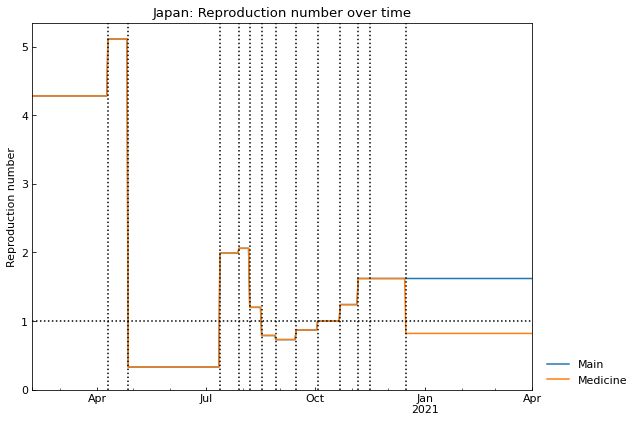 Japan: Reproduction number over time
Reproduction number
5
4
3
2
1
0
Apr
Jul
Oct
Jan
2021
Apr
Main
Medicine